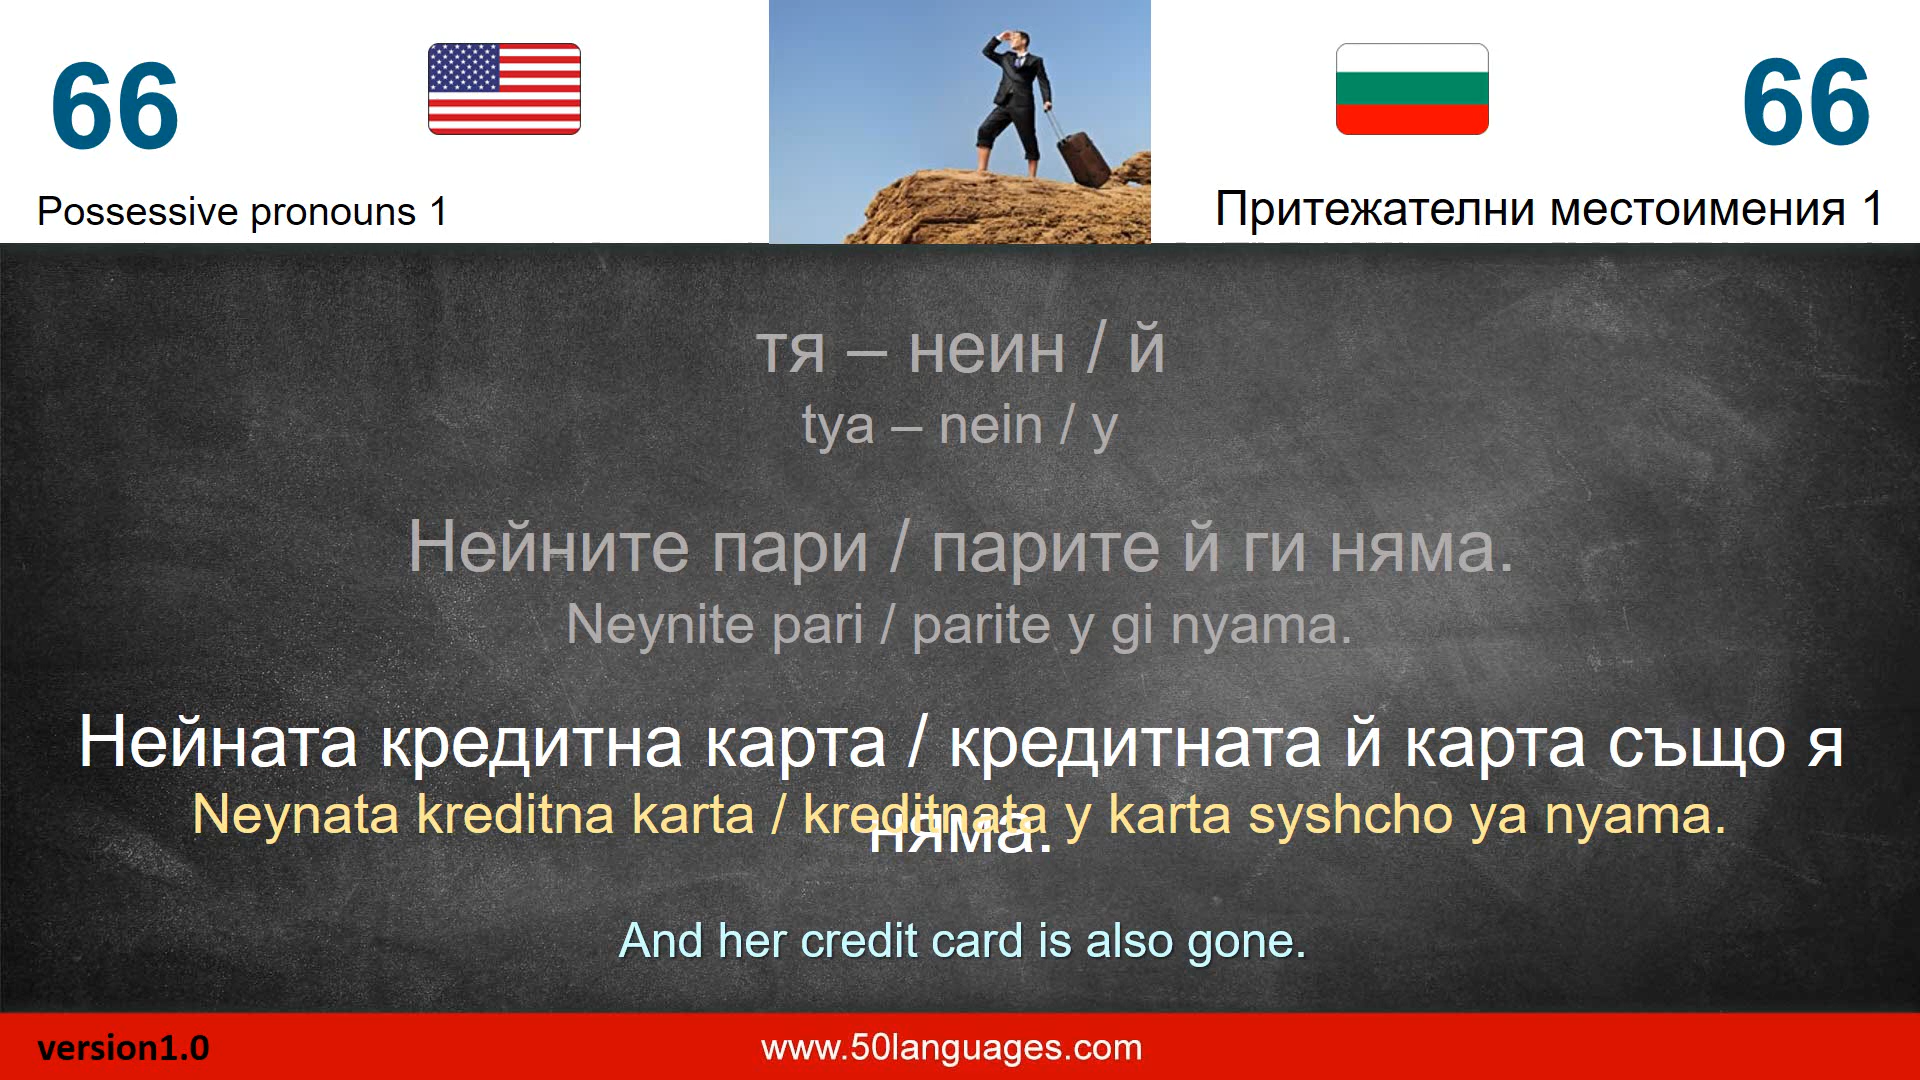 66
66
Possessive pronouns 1
Притежателни местоимения 1
тя – неин / й
tya – nein / y
Нейните пари / парите й ги няма.
Neynite pari / parite y gi nyama.
Нейната кредитна карта / кредитната й карта също я
няма.
Neynata kreditna karta / kreditnata y karta syshcho ya nyama.
And her credit card is also gone.
version1.0
www.50languages.com